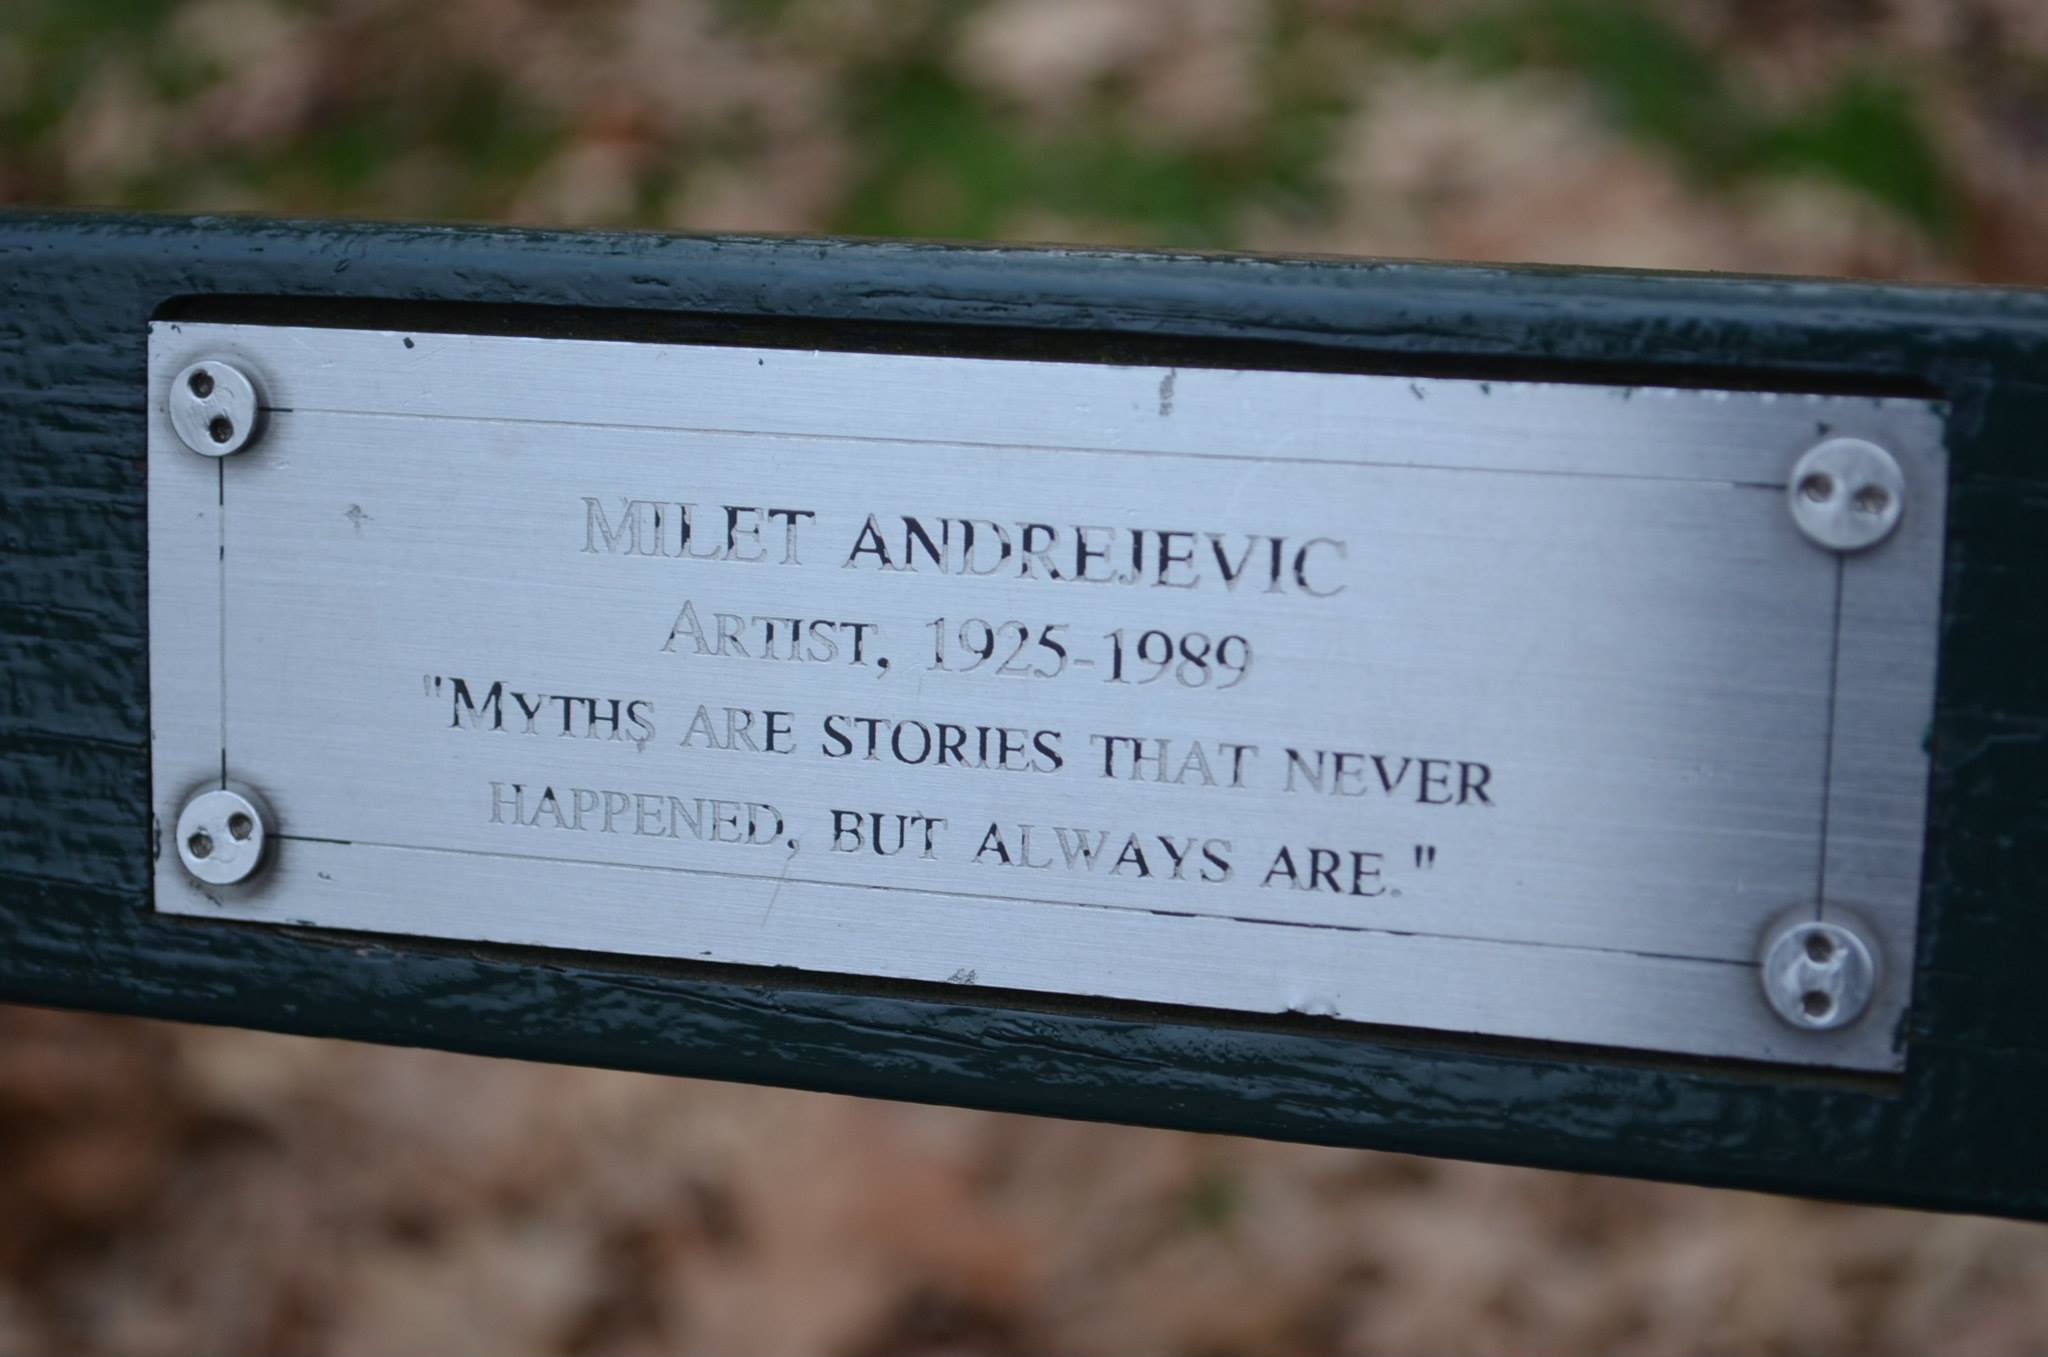 MILET ANDREJEVIC
ARTIST, 1925-1989
"MYTHS ARE STORIES THAT NEVER
HAPPENED, BUT ALWAYS ARE."